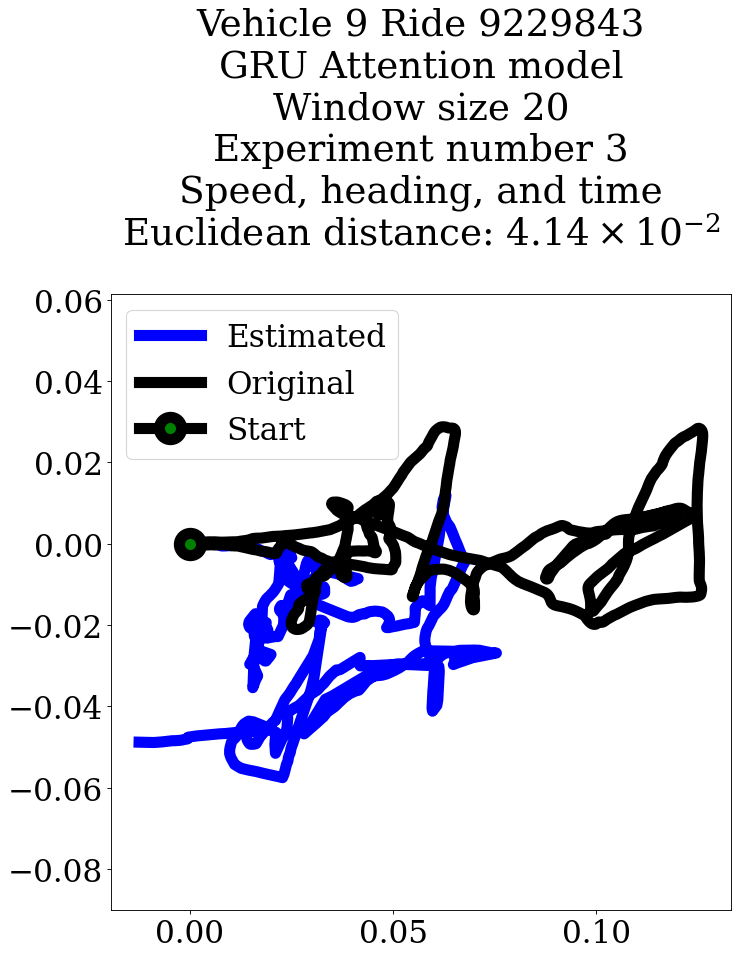 Vehicle 9 Ride 9229843
GRU Attention model
Window size 20
Experiment number 3
Speed, heading, and time
Euclidean distance: 4.14 × 10⁻²
0.06
Estimated
0.04
Original
0.02
Start
0.00
−0.02
−0.04
−0.06
−0.08
0.00 0.05 0.10